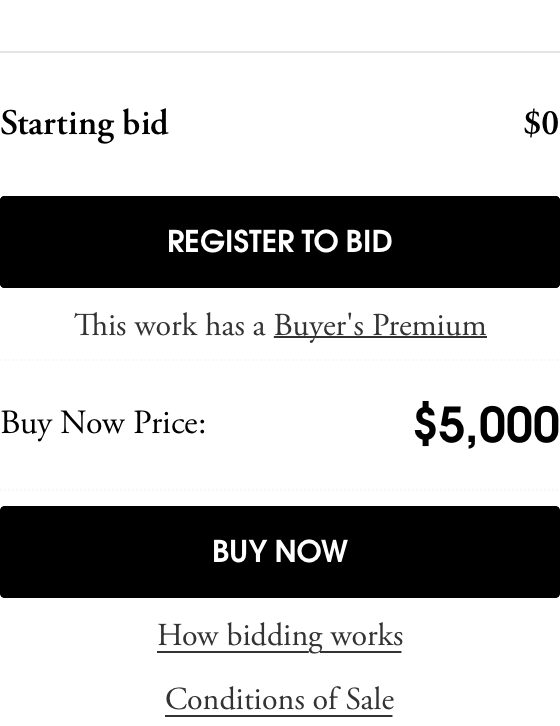 Starting bid $0
REGISTER TO BID
This work has a Buyer's Premium
Buy Now Price: $5,000
BUY NOW
How bidding works
Conditions of Sale